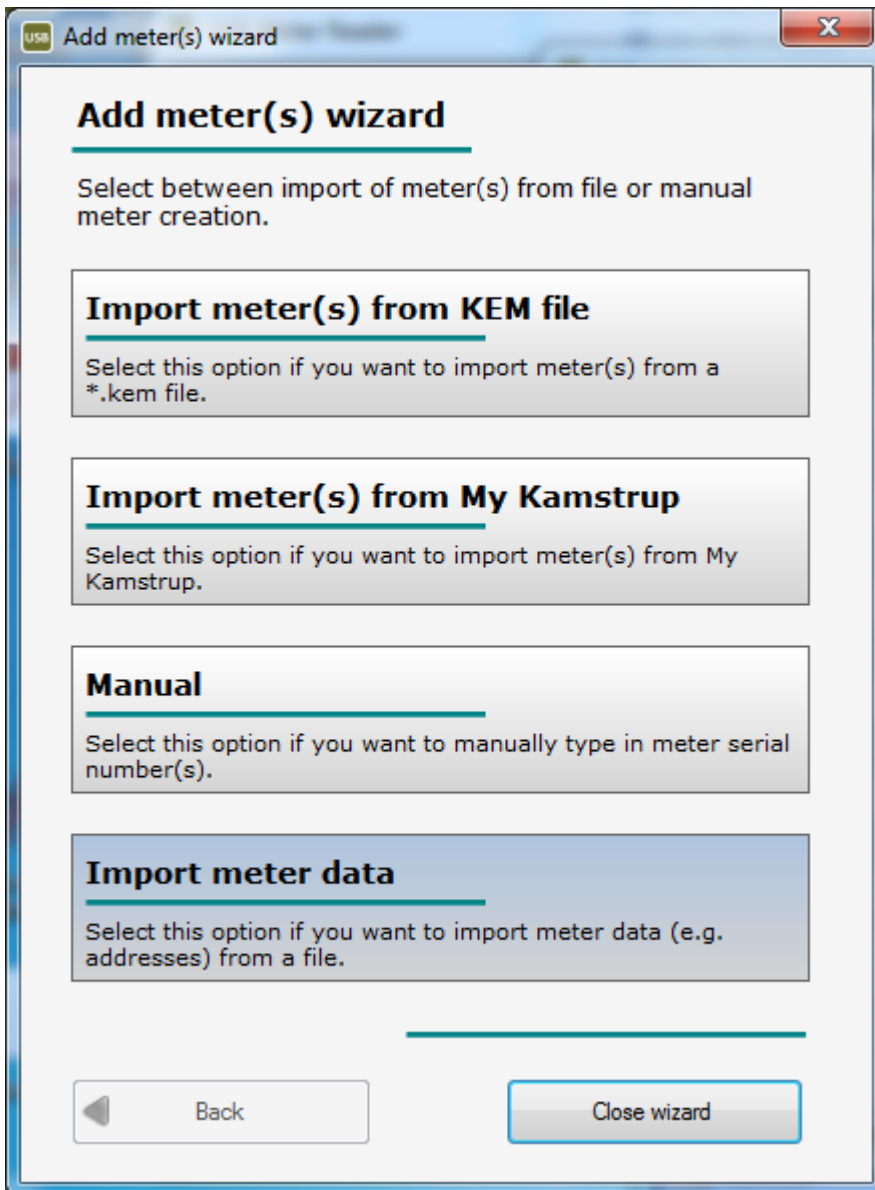 USB Add meter(s) wizard
Add meter(s) wizard
Select between import of meter(s) from file or manual
meter creation.
Import meter(s) from KEM file
Select this option if you want to import meter(s) from a
*.kem file.
Import meter(s) from My Kamstrup
Select this option if you want to import meter(s) from My
Kamstrup.
Manual
Select this option if you want to manually type in meter serial
number(s).
Import meter data
Select this option if you want to import meter data (e.g.
addresses) from a file.
Back
Close wizard